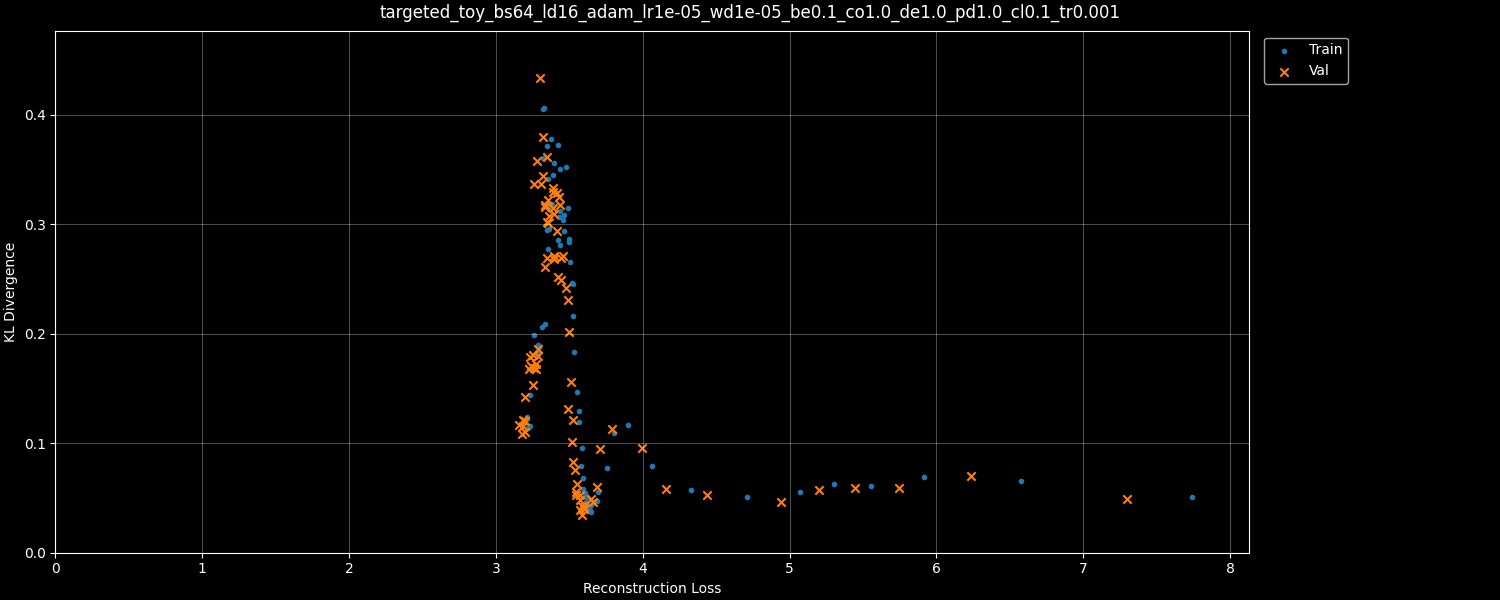 targeted_toy_bs64_ld16_adam_lr1e-05_wd1e-05_be0.1_co1.0_de1.0_pd1.0_cl0.1_tr0.001
Train
Val
KL Divergence
0.4
0.3
0.2
0.1
0.0
0 1 2 3 4 5 6 7 8
Reconstruction Loss